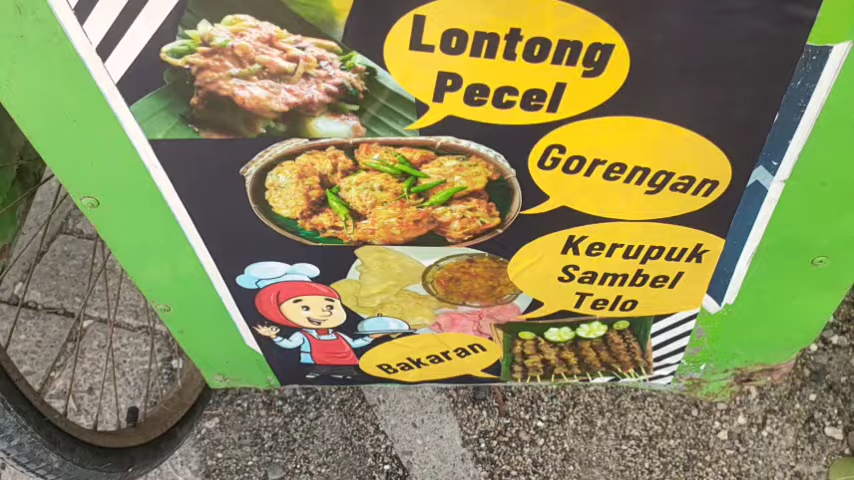 Lontong
Pecel
Gorengan
Kerupuk
Sambel
Telo
Bakaran